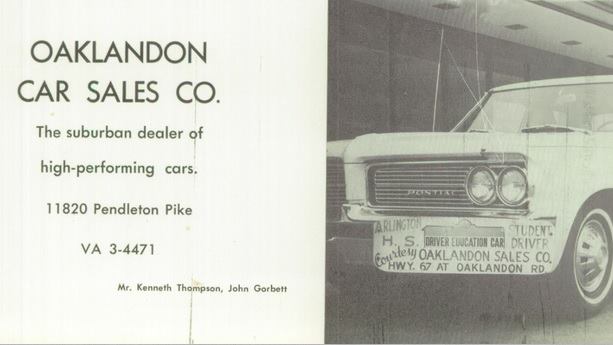 OAKLANDON
CAR SALES CO.
The suburban dealer of
high-performing cars.
11820 Pendleton Pike
VA 3-4471
Mr. Kenneth Thompson, John Gorbett
PONTIAC
ARLINGTON STUDENT
H. S. DRIVER EDUCATION CAR DRIVER
Courtesy OAKLANDON SALES CO.
HWY. 67 AT OAKLANDON RD.